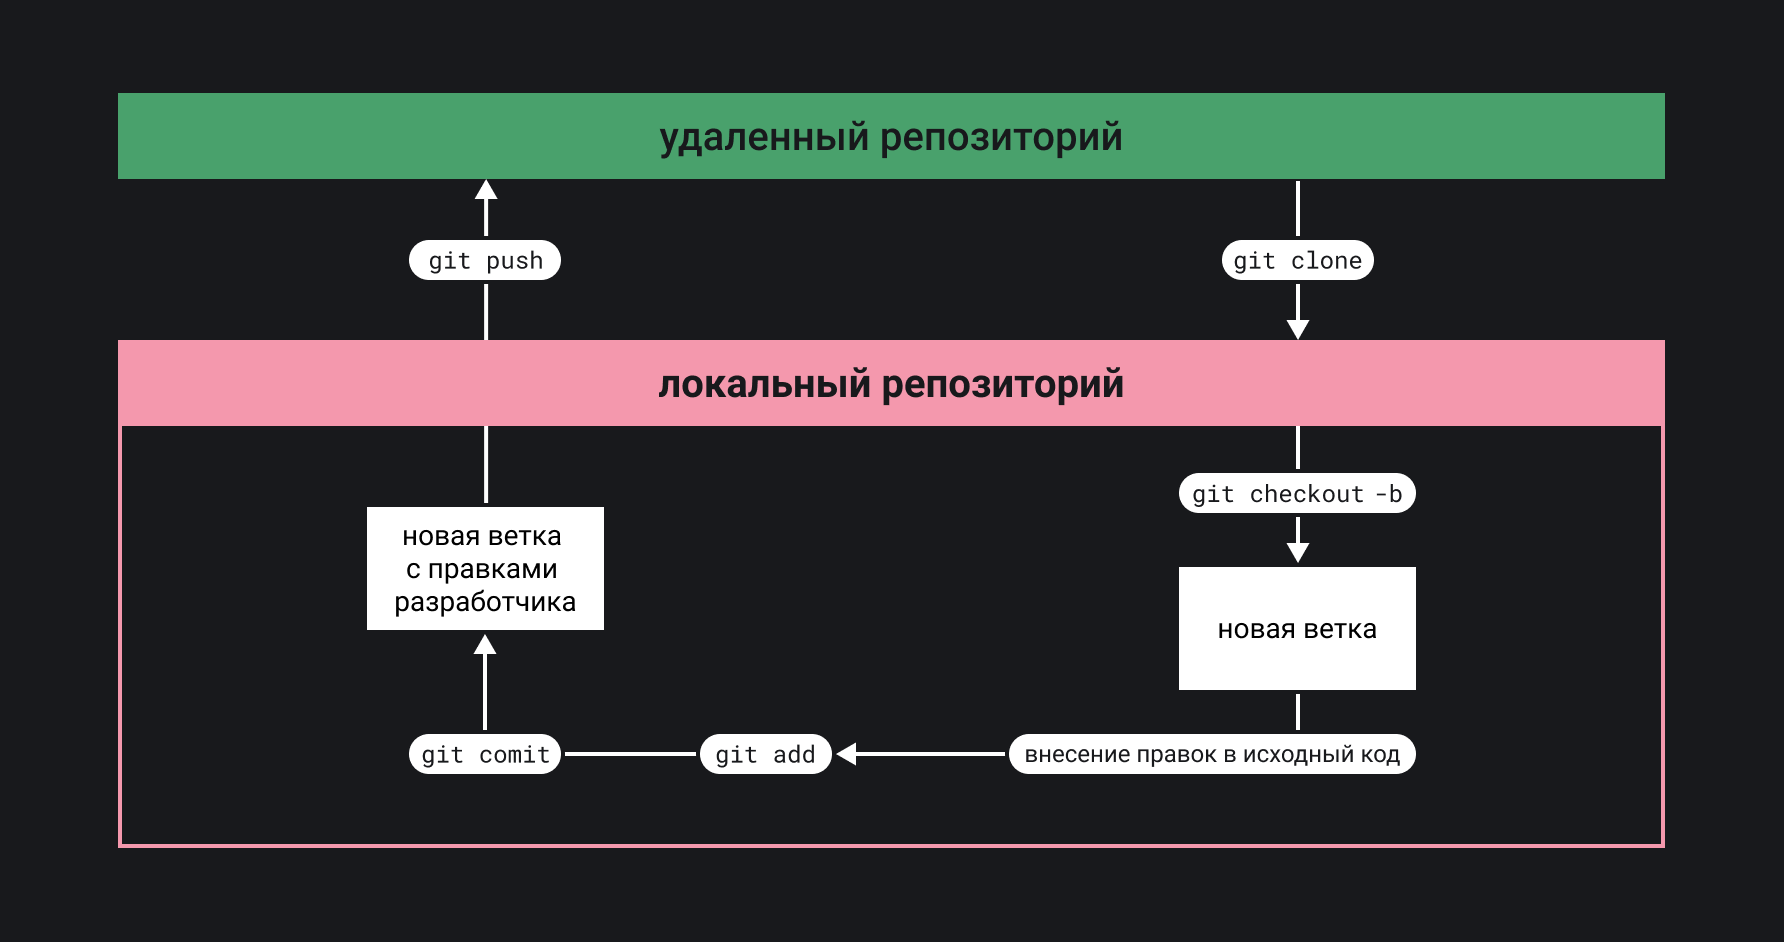 удаленный репозиторий
git push
git clone
локальный репозиторий
git checkout -b
новая ветка
с правками
разработчика
новая ветка
git comit
git add
внесение правок в исходный код